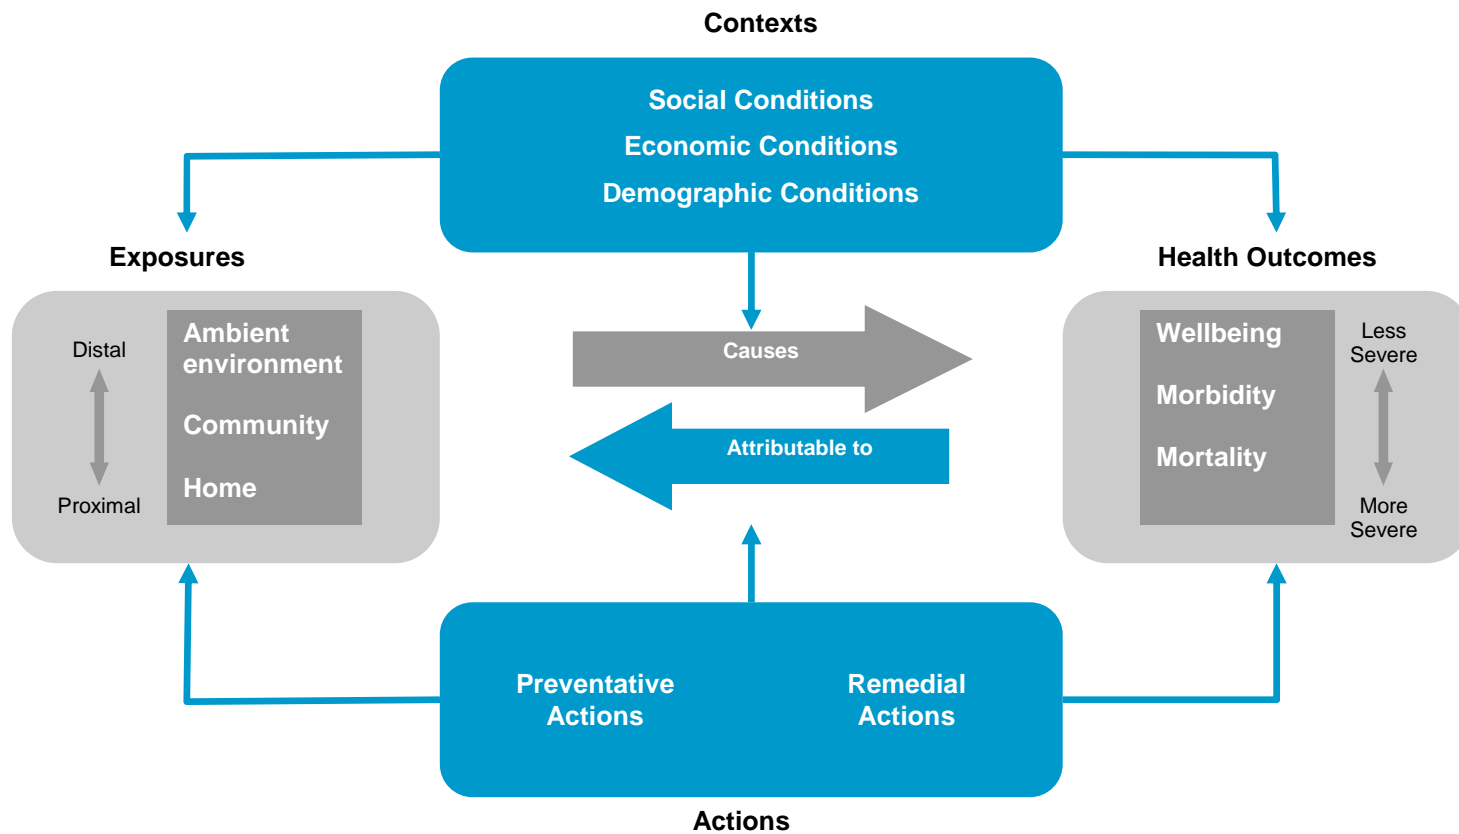 Contexts
Social Conditions
Economic Conditions
Demographic Conditions
Exposures
Health Outcomes
Distal
Proximal
Ambient
environment
Community
Home
Causes
Attributable to
Wellbeing
Morbidity
Mortality
Less
Severe
More
Severe
Preventative
Actions
Remedial
Actions
Actions